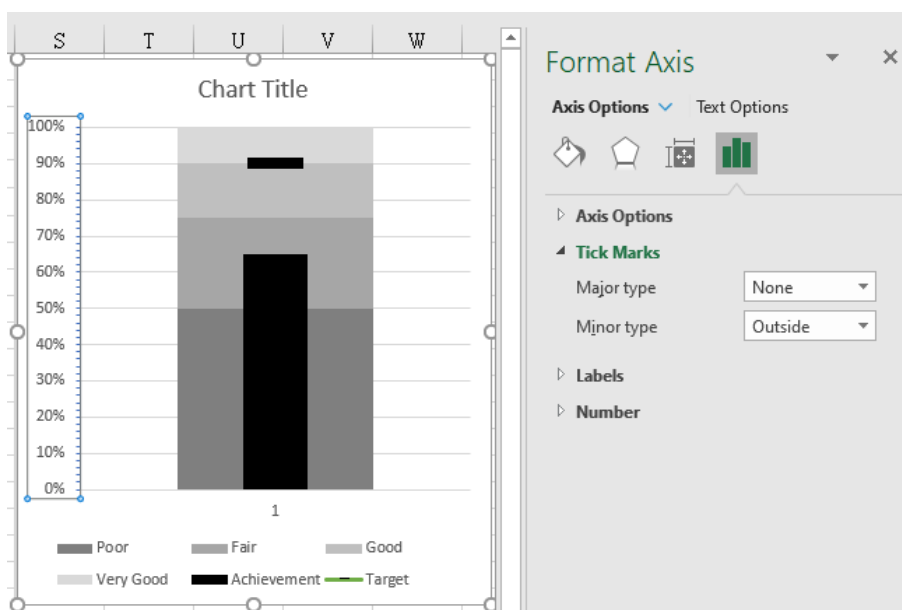 S T U V W
Chart Title
100%
90%
80%
70%
60%
50%
40%
30%
20%
10%
0%
1
Poor Fair Good
Very Good Achievement Target
Format Axis
Axis Options Text Options
Axis Options
Tick Marks
Major type None
Minor type Outside
Labels
Number